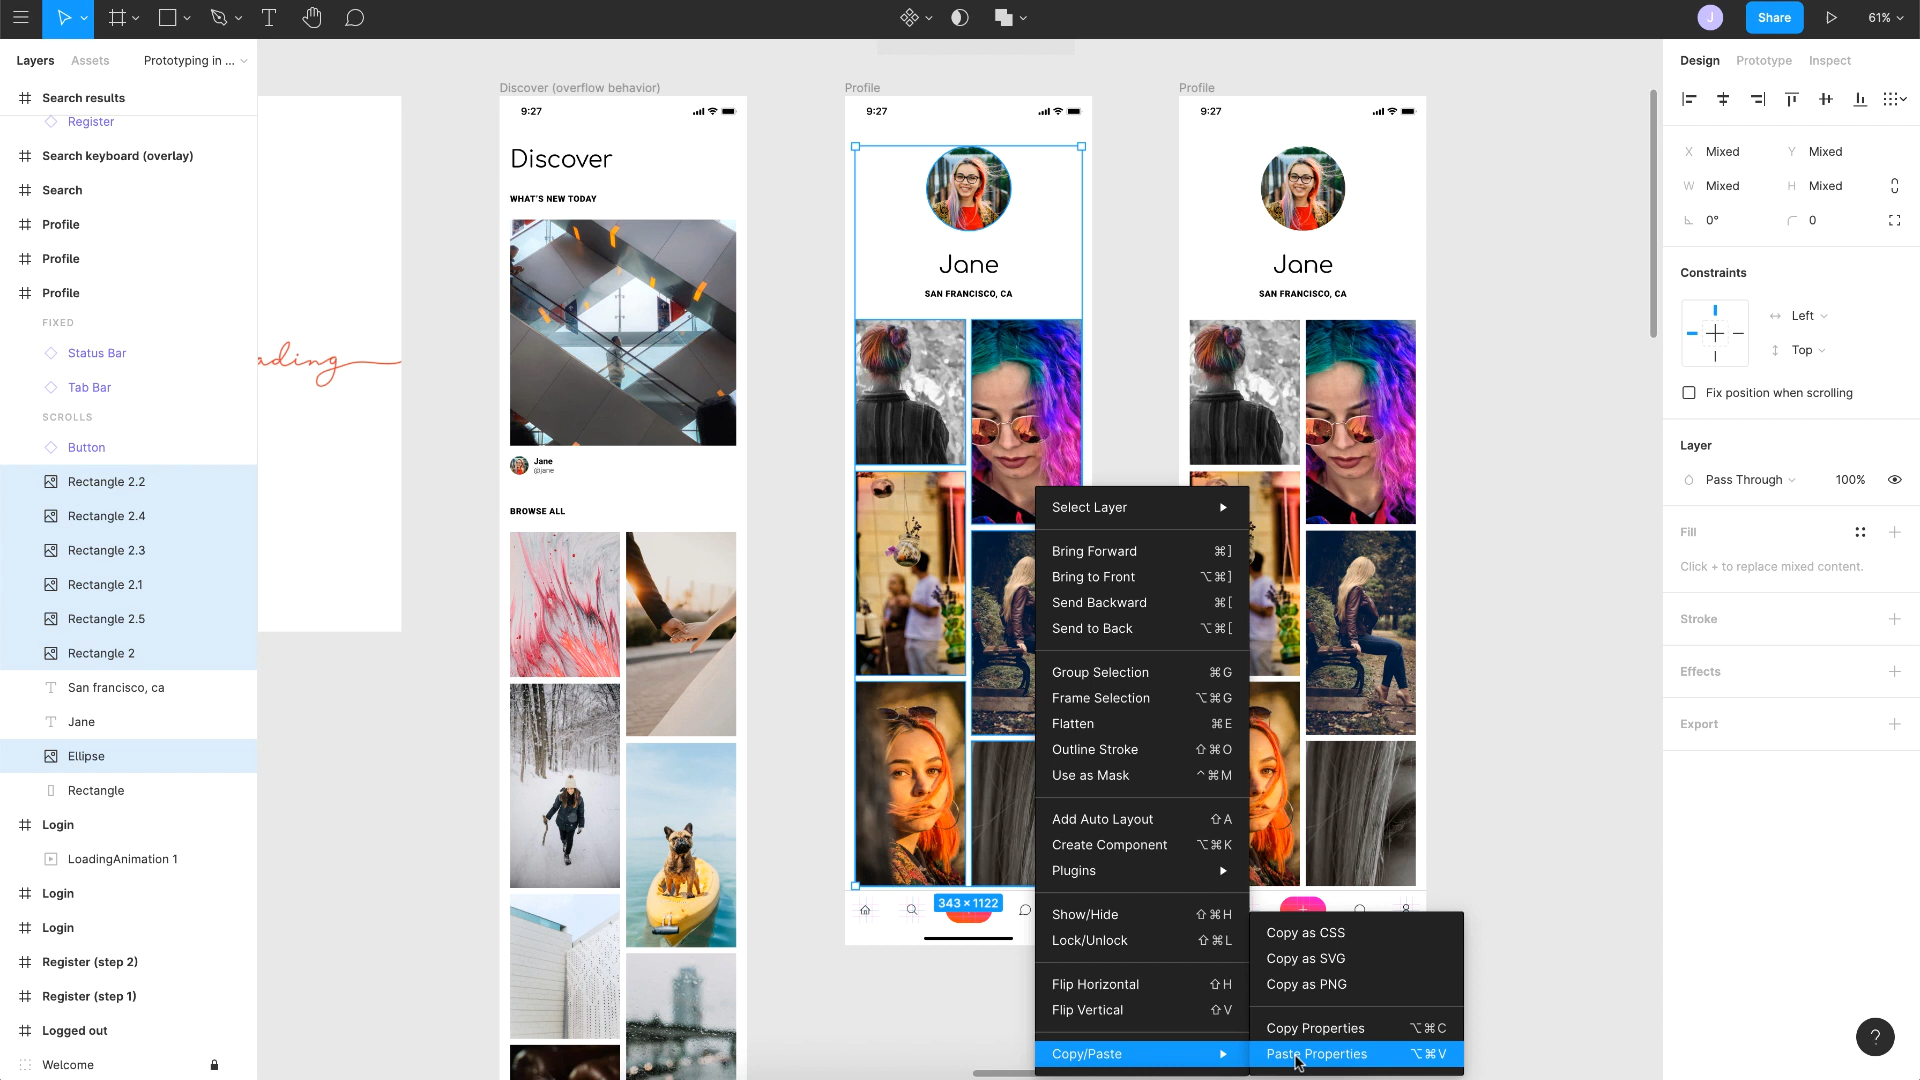 J
Share
61%
Layers
Assets
Prototyping in ...
Search results
Register
Search keyboard (overlay)
Search
Profile
Profile
Profile
FIXED
Status Bar
Tab Bar
SCROLLS
Button
Rectangle 2.2
Rectangle 2.4
Rectangle 2.3
Rectangle 2.1
Rectangle 2.5
Rectangle 2
San francisco, ca
Jane
Ellipse
Rectangle
Login
LoadingAnimation 1
Login
Login
Register (step 2)
Register (step 1)
Logged out
Welcome
ading
Discover (overflow behavior)
9:27
Discover
WHAT'S NEW TODAY
Jane
@jane
BROWSE ALL
Profile
9:27
Jane
SAN FRANCISCO, CA
343 × 1122
Profile
9:27
Jane
SAN FRANCISCO, CA
Select Layer
Bring Forward ⌘]
Bring to Front ⌥⌘]
Send Backward ⌘[
Send to Back ⌥⌘[
Group Selection ⌘G
Frame Selection ⌥⌘G
Flatten ⌘E
Outline Stroke ⇧⌘O
Use as Mask ^⌘M
Add Auto Layout ⇧A
Create Component ⌥⌘K
Plugins
Show/Hide ⇧⌘H
Lock/Unlock ⇧⌘L
Flip Horizontal ⇧H
Flip Vertical ⇧V
Copy/Paste
Copy as CSS
Copy as SVG
Copy as PNG
Copy Properties ⌥⌘C
Paste Properties ⌥⌘V
Design
Prototype
Inspect
X Mixed
Y Mixed
W Mixed
H Mixed
0°
0
Constraints
Left
Top
Fix position when scrolling
Layer
Pass Through
100%
Fill
Click + to replace mixed content.
Stroke
Effects
Export
?